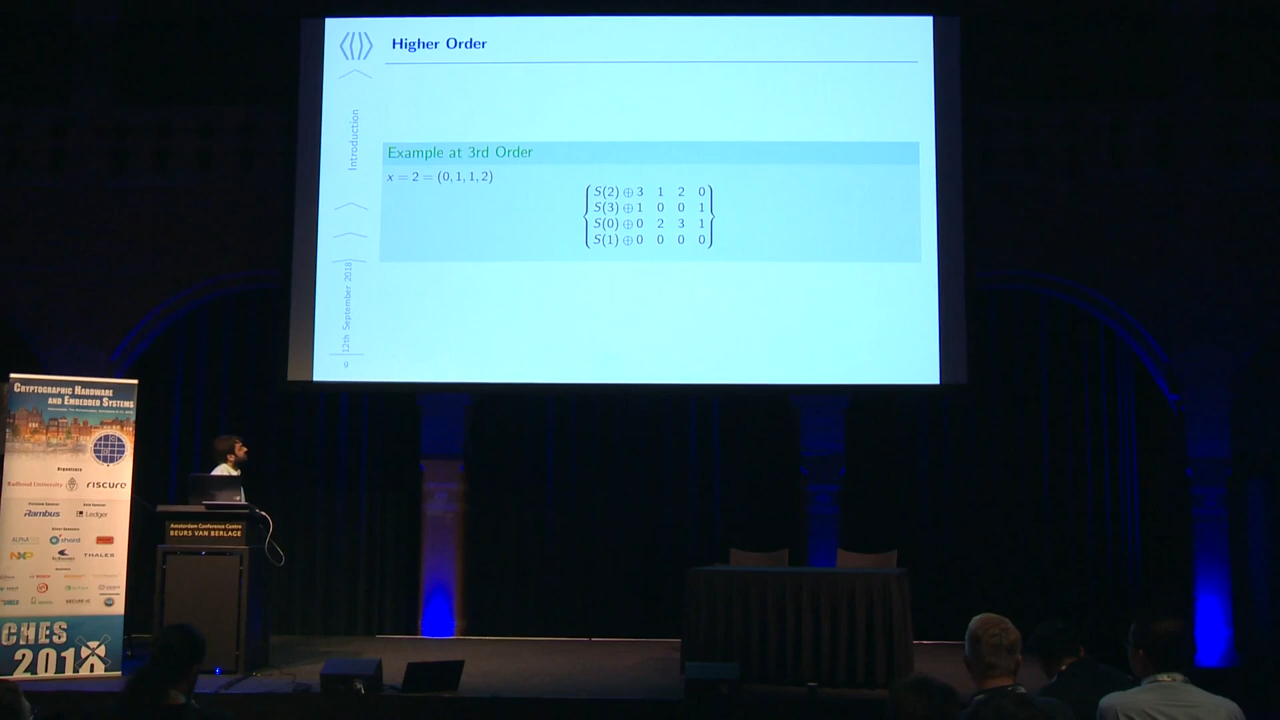 Higher Order
Introduction
Example at 3rd Order
x = 2 = (0, 1, 1, 2)
S(2) ⊕ 3 1 2 0
S(3) ⊕ 1 0 0 1
S(0) ⊕ 0 2 3 1
S(1) ⊕ 0 0 0 0
12th September 2018
9
Cryptographic Hardware
and Embedded Systems
Organisers
Radboud University
riscure
Rambus
Ledger
NXP
THALES
Amsterdam Conference Centre
BEURS VAN BERLAGE
CHES
2018